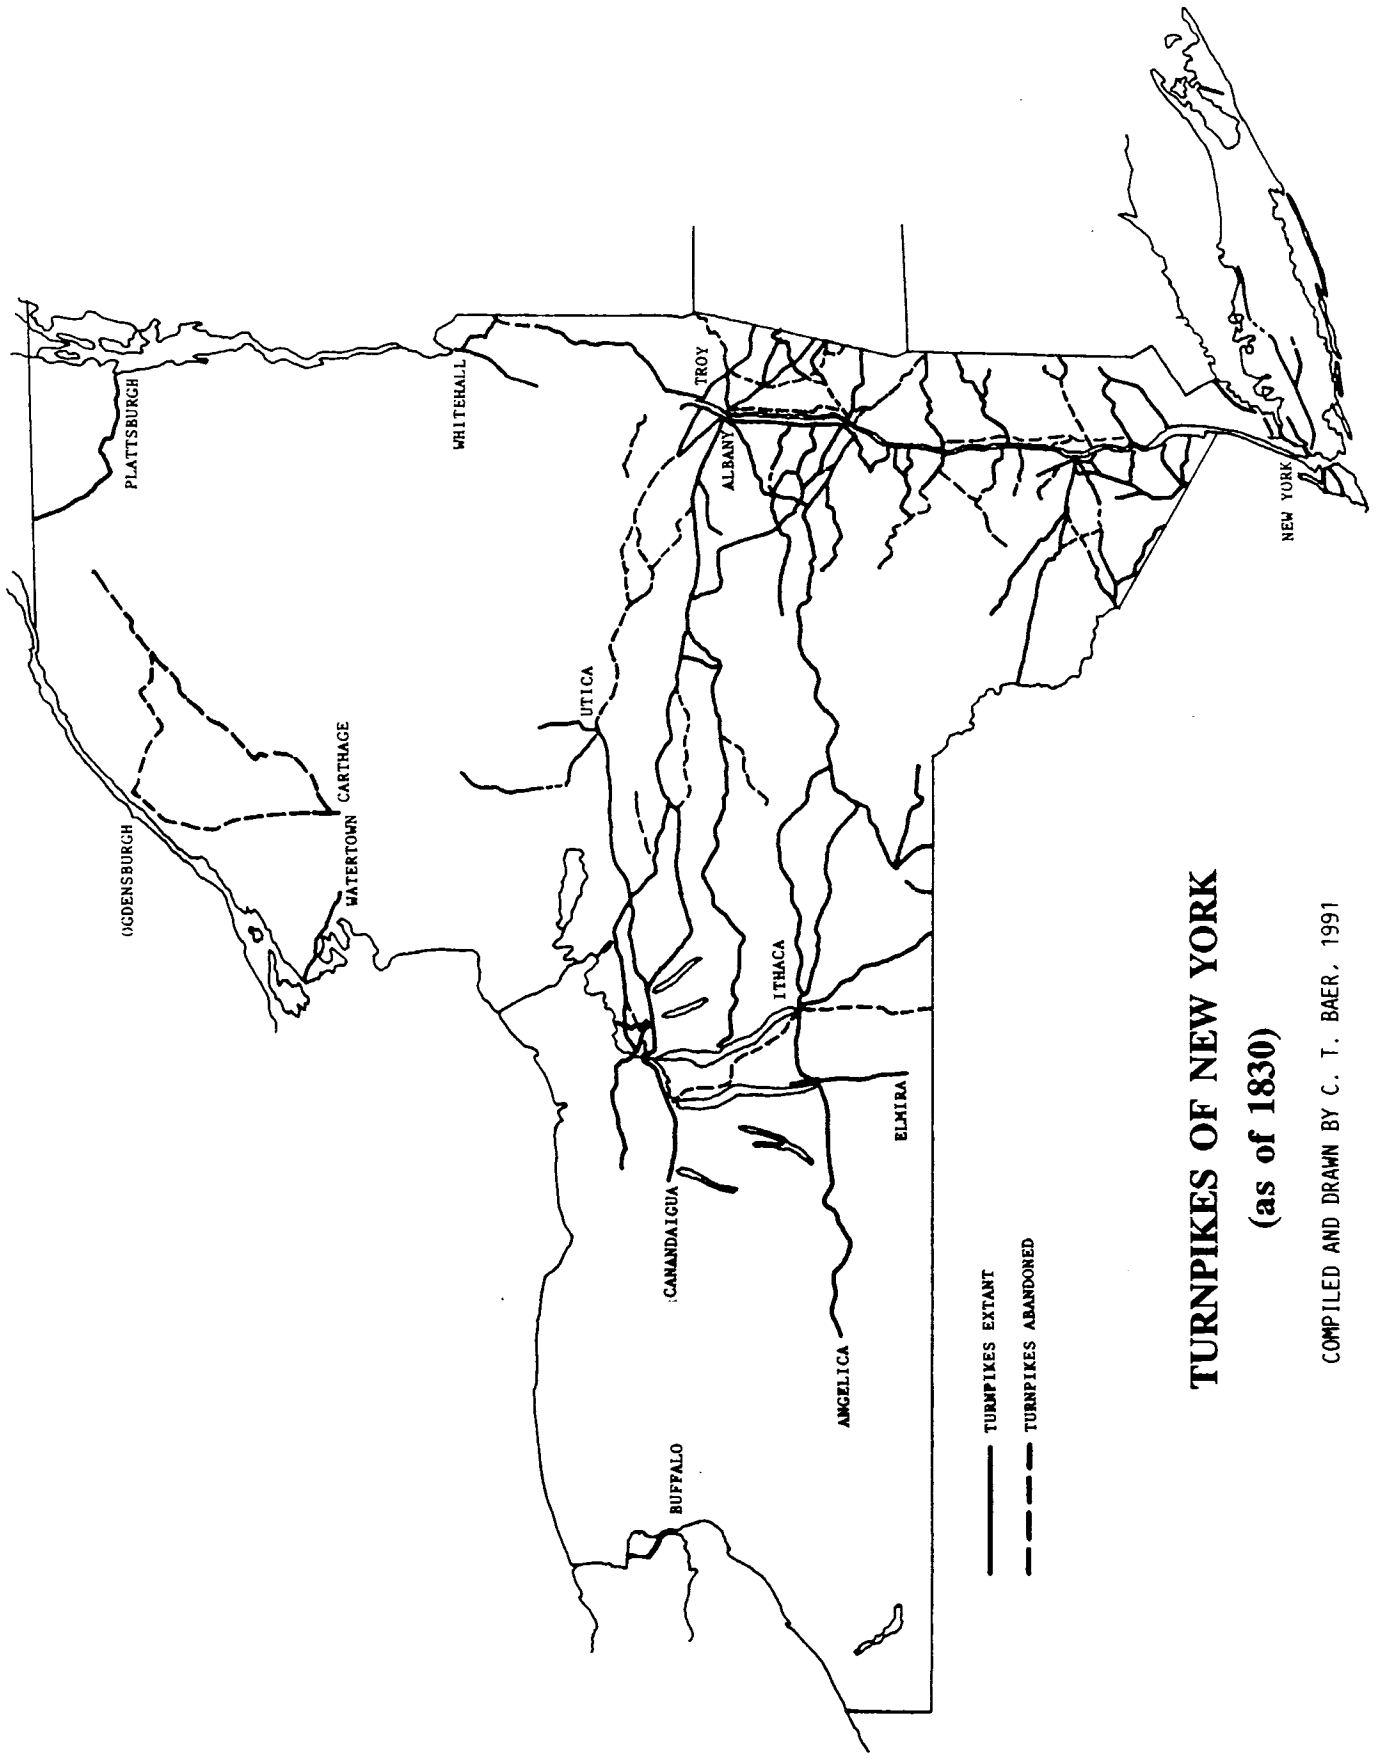 TURNPIKES OF NEW YORK
(as of 1830)
COMPILED AND DRAWN BY C. T. BAER, 1991
TURNPIKES EXTANT
TURNPIKES ABANDONED
PLATTSBURGH
OGDENSBURGH
WATERTOWN
CARTHAGE
WHITEHALL
UTICA
TROY
ALBANY
CANANDAIGUA
ITHACA
BUFFALO
ANGELICA
ELMIRA
NEW YORK